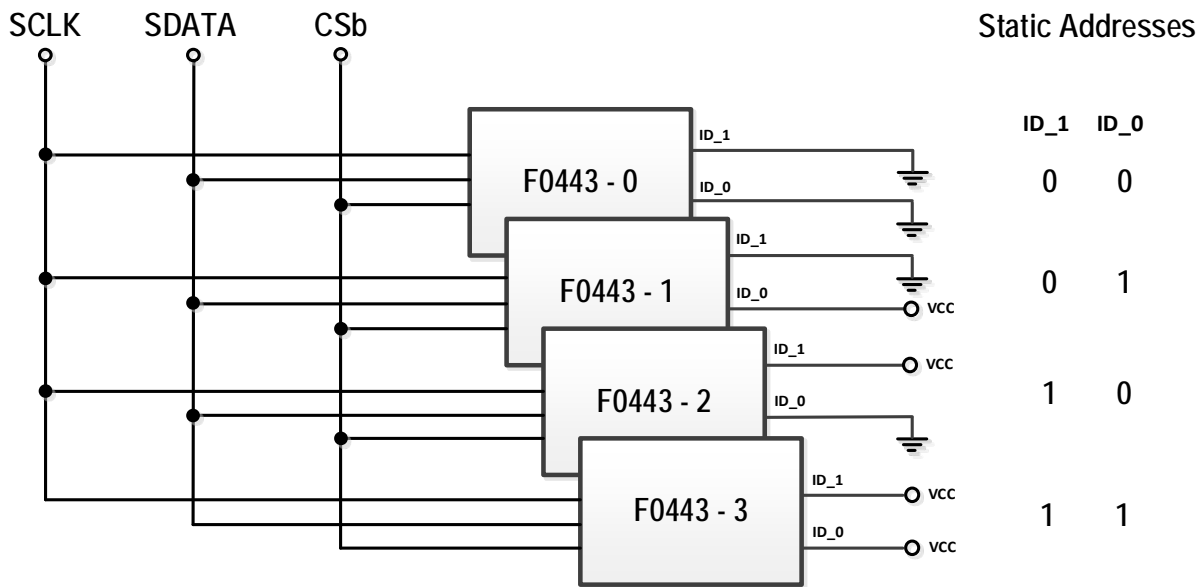 SCLK SDATA CSb Static Addresses
ID_1 ID_0
ID_1
F0443 - 0 0 0
ID_0
ID_1
F0443 - 1 0 1
ID_0 VCC
ID_1 VCC
F0443 - 2 1 0
ID_0
ID_1 VCC
F0443 - 3 1 1
ID_0 VCC